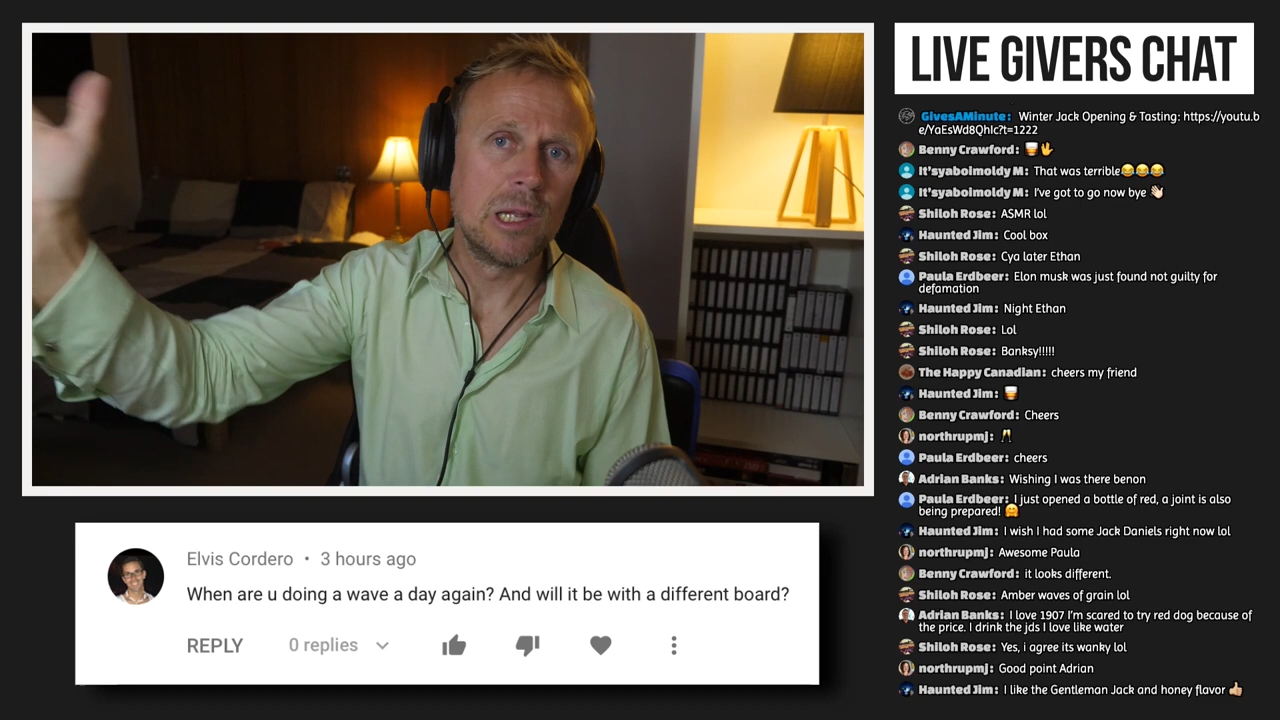 LIVE GIVERS CHAT
GivesAMinute: Winter Jack Opening & Tasting: https://youtu.b
e/YaEsWd8QhIc?t=1222
Benny Crawford: 🥃🖖
It'syaboimoldy M: That was terrible😂😂😂
It'syaboimoldy M: I've got to go now bye 👋🏻
Shiloh Rose: ASMR lol
Haunted Jim: Cool box
Shiloh Rose: Cya later Ethan
Paula Erdbeer: Elon musk was just found not guilty for
defamation
Haunted Jim: Night Ethan
Shiloh Rose: Lol
Shiloh Rose: Banksy!!!!!
The Happy Canadian: cheers my friend
Haunted Jim: 🥃
Benny Crawford: Cheers
northrupmj: 🥂
Paula Erdbeer: cheers
Adrian Banks: Wishing I was there benon
Paula Erdbeer: I just opened a bottle of red, a joint is also
being prepared! 🤗
Haunted Jim: I wish I had some Jack Daniels right now lol
northrupmj: Awesome Paula
Benny Crawford: it looks different.
Shiloh Rose: Amber waves of grain lol
Adrian Banks: I love 1907 I'm scared to try red dog because of
the price. I drink the jds I love like water
Shiloh Rose: Yes, i agree its wanky lol
northrupmj: Good point Adrian
Haunted Jim: I like the Gentleman Jack and honey flavor 👍🏼
Elvis Cordero • 3 hours ago
When are u doing a wave a day again? And will it be with a different board?
REPLY 0 replies